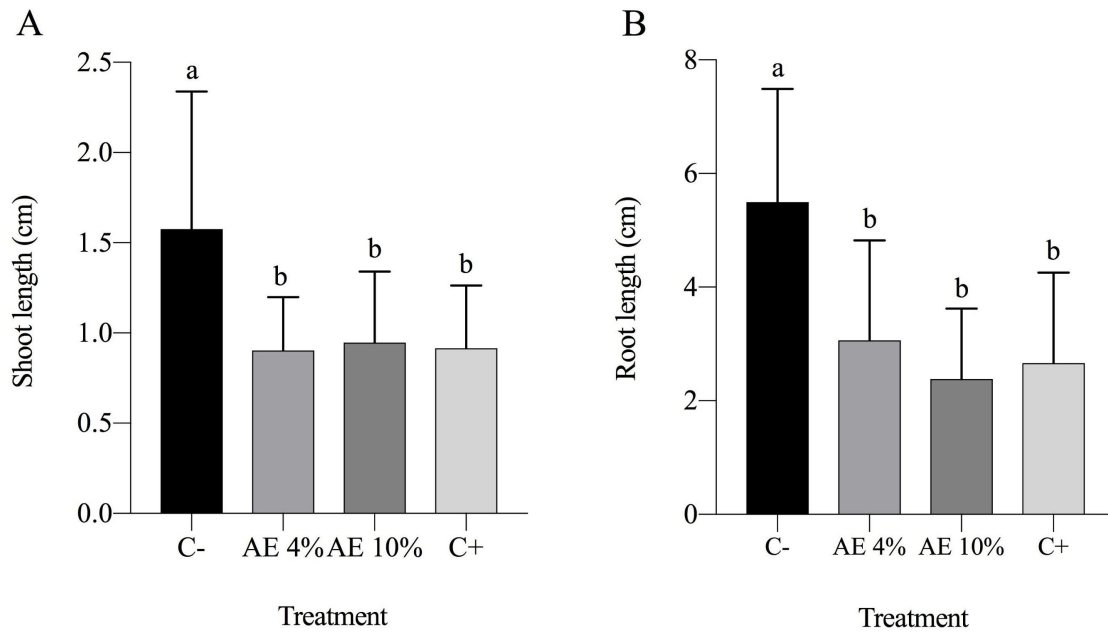 A
Shoot length (cm)
2.5
2.0
1.5
1.0
0.5
0.0
a
b
b
b
C- AE 4% AE 10% C+
Treatment
B
Root length (cm)
8
6
4
2
0
a
b
b
b
C- AE 4% AE 10% C+
Treatment